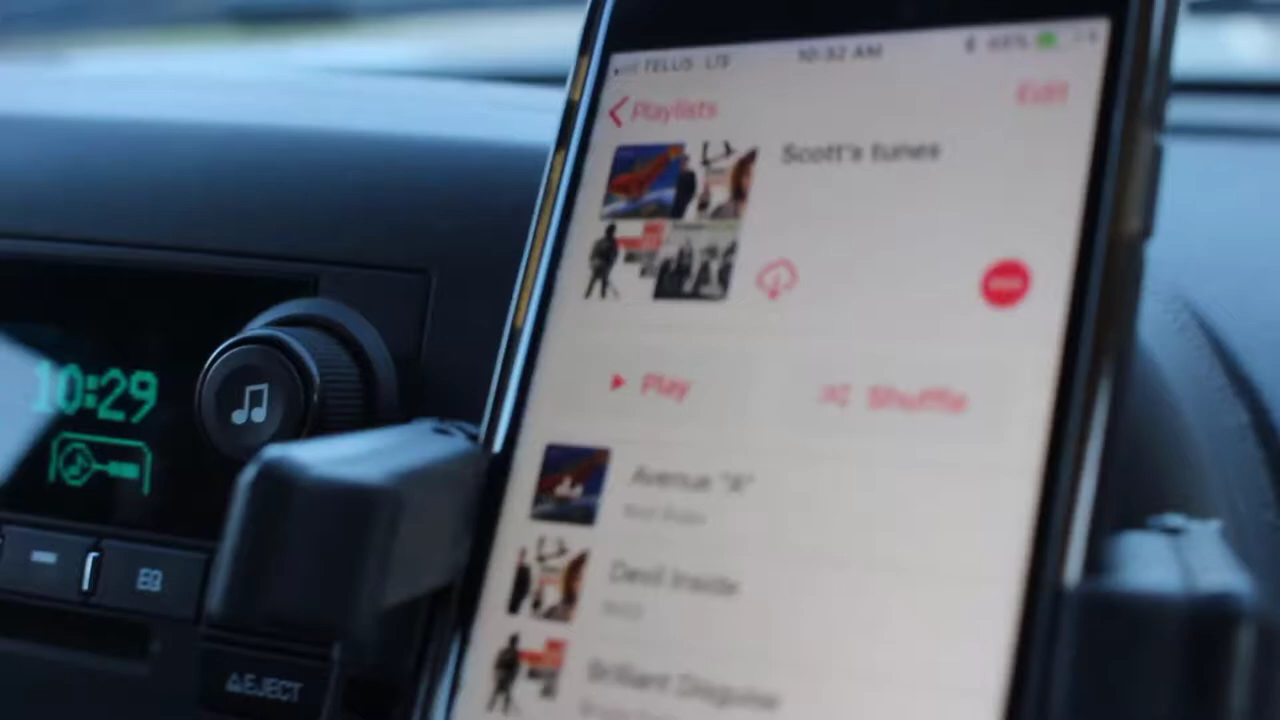 TELUS LTE 10:32 AM
Playlists
Edit
Scott's tunes
Play
Shuffle
Avenue "A"
Devil Inside
INXS
Brilliant Disguise
10:29
EQ
EJECT